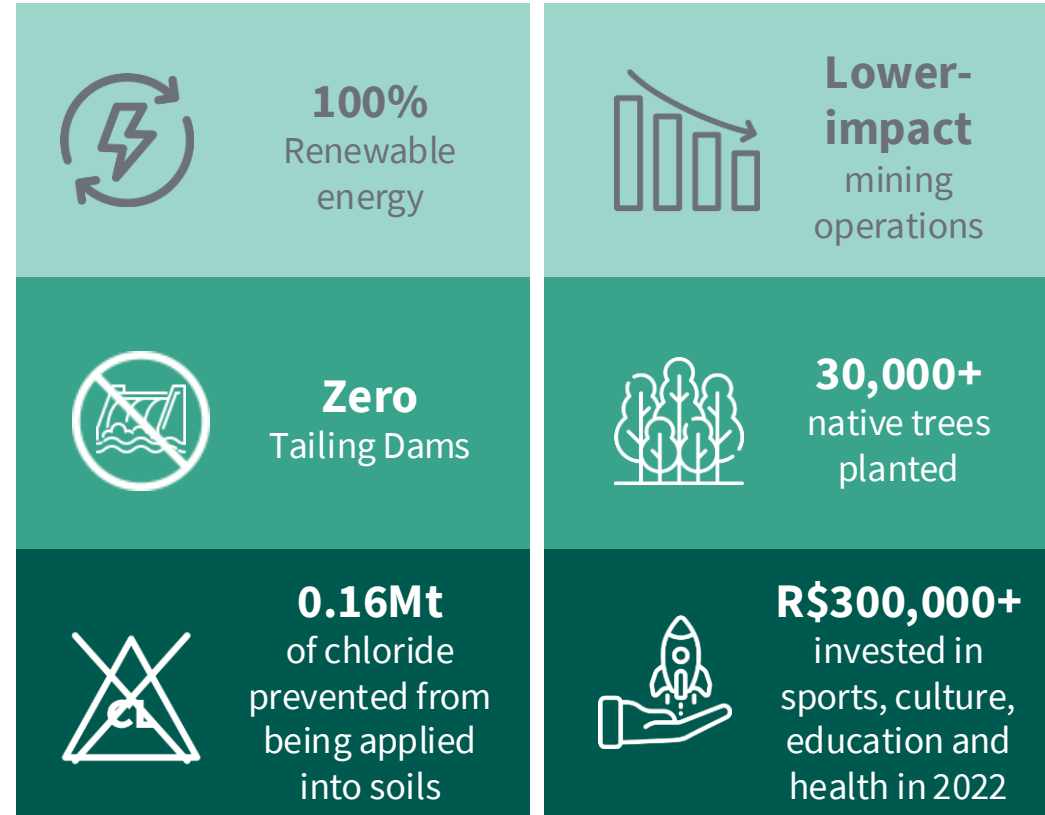 100%
Renewable
energy
Lower-
impact
mining
operations
Zero
Tailing Dams
30,000+
native trees
planted
CL
0.16Mt
of chloride
prevented from
being applied
into soils
R$300,000+
invested in
sports, culture,
education and
health in 2022